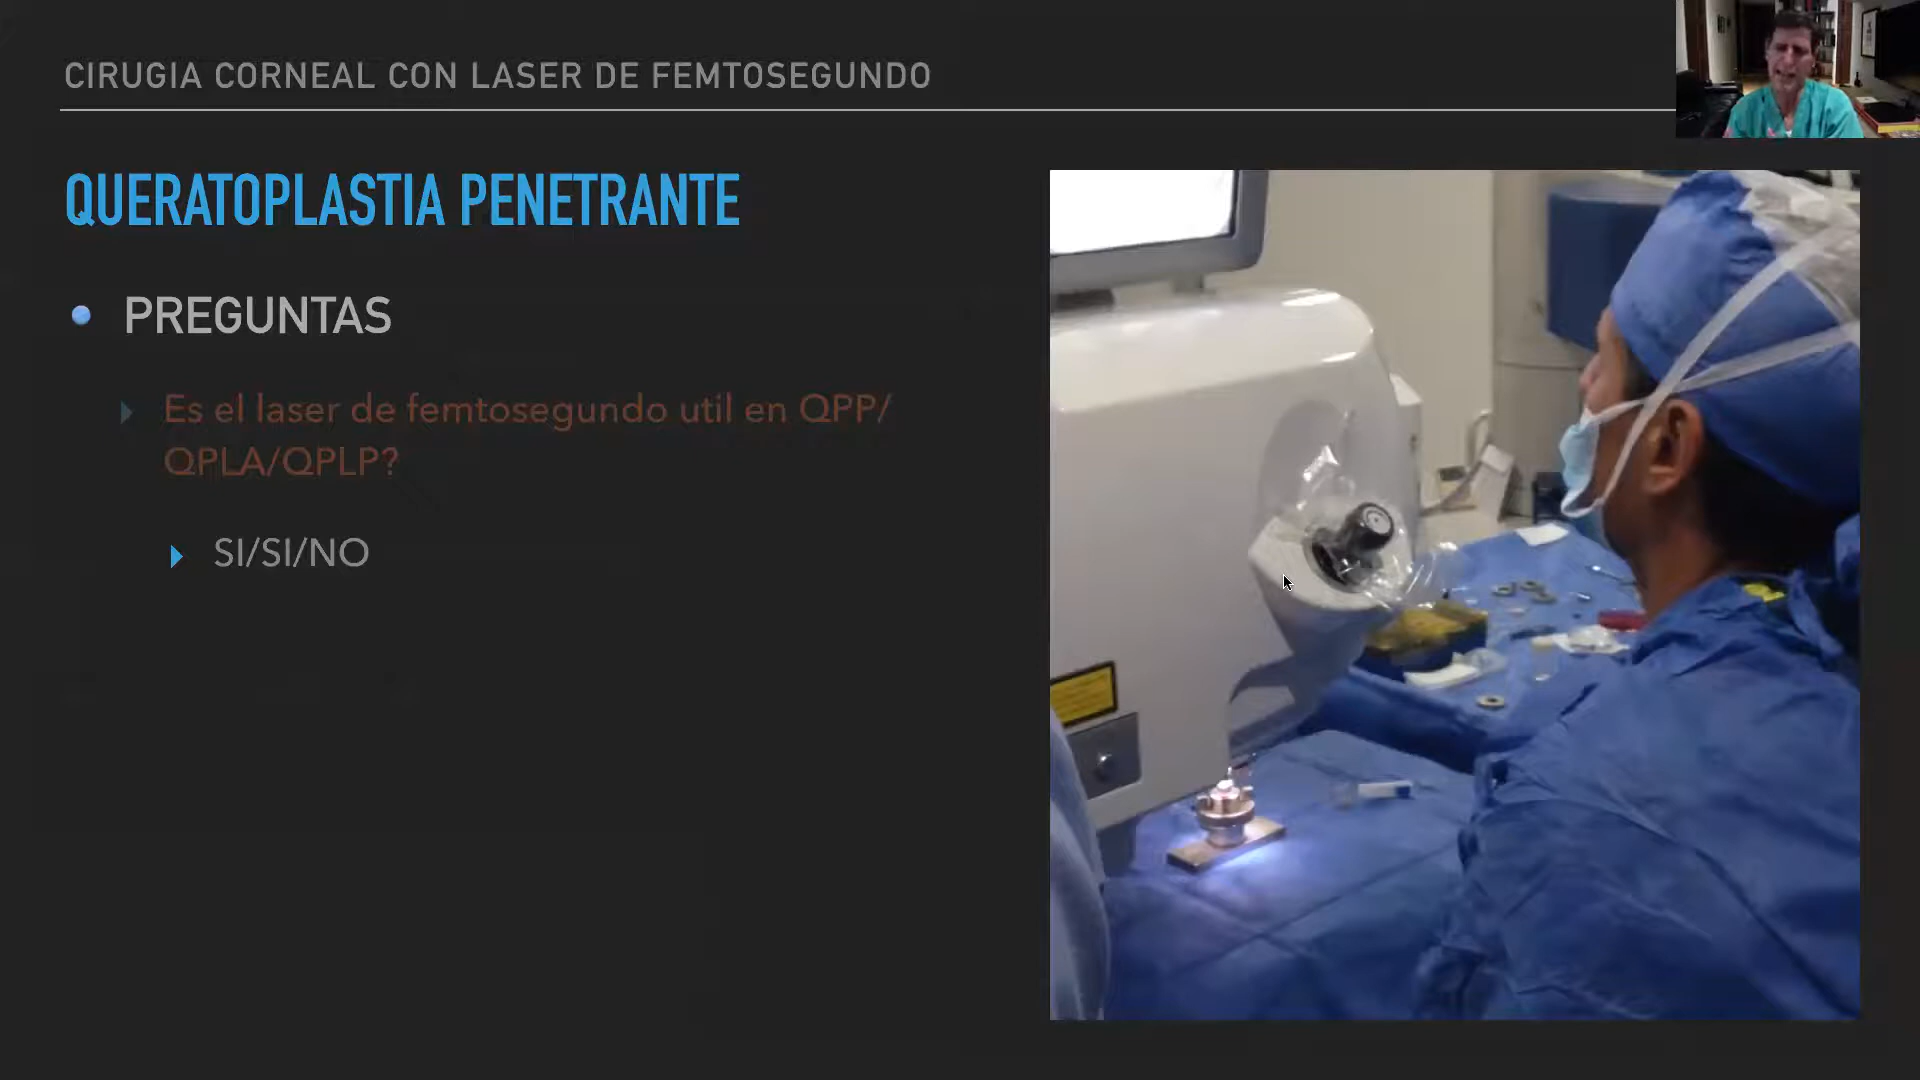 CIRUGIA CORNEAL CON LASER DE FEMTOSEGUNDO
QUERATOPLASTIA PENETRANTE
PREGUNTAS
Es el laser de femtosegundo util en QPP/
QPLA/QPLP?
SI/SI/NO